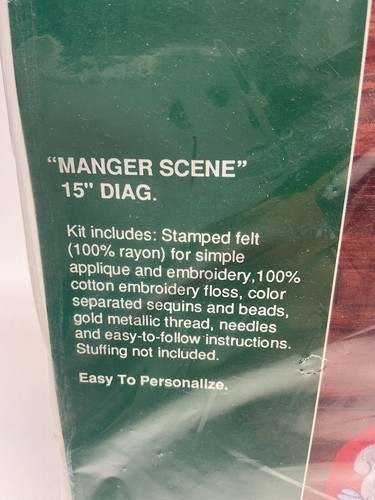 “MANGER SCENE”
15" DIAG.
Kit includes: Stamped felt
(100% rayon) for simple
applique and embroidery,100%
cotton embroidery floss, color
separated sequins and beads,
gold metallic thread, needles
and easy-to-follow instructions.
Stuffing not included.
Easy To Personalize.